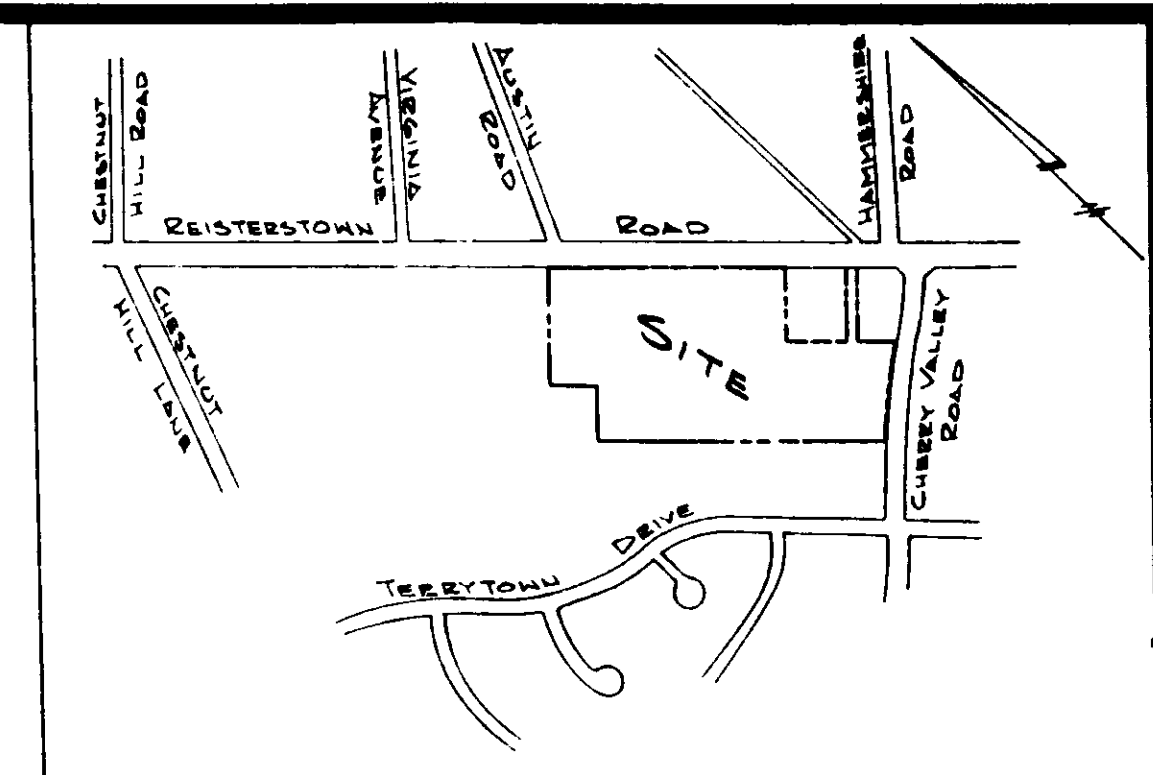 CHESTNUT
HILL ROAD
VIRGINIA
AVENUE
AUSTIN
ROAD
HAMMERSHIRE
ROAD
N
REISTERSTOWN ROAD
CHESTNUT
HILL LANE
SITE
CHERRY VALLEY
ROAD
TERRYTOWN DRIVE